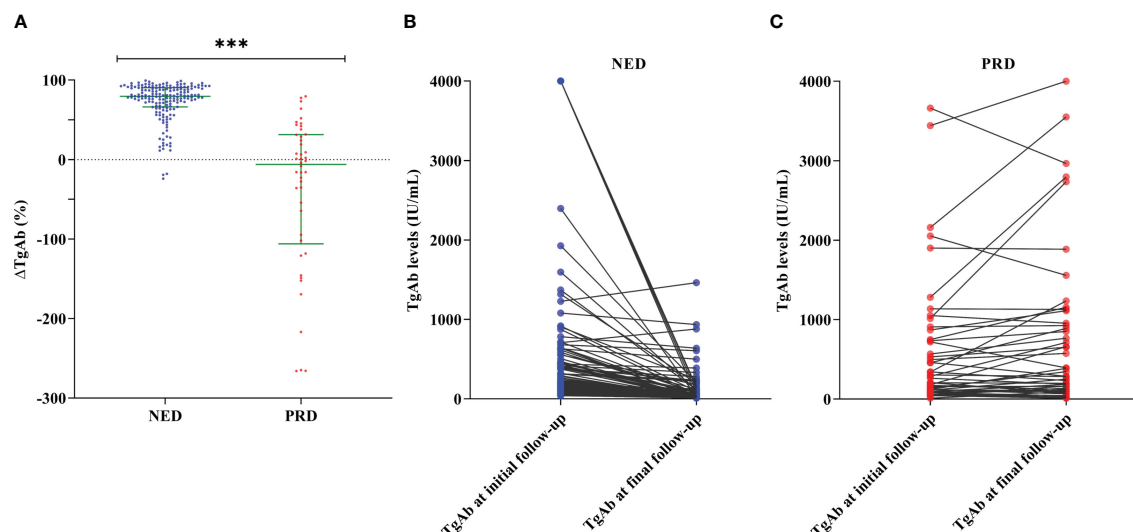 A
***
ΔTgAb (%)
100
0
-100
-200
-300
NED
PRD
B
NED
TgAb levels (IU/mL)
4000
3000
2000
1000
0
TgAb at initial follow-up
TgAb at final follow-up
C
PRD
TgAb levels (IU/mL)
4000
3000
2000
1000
0
TgAb at initial follow-up
TgAb at final follow-up